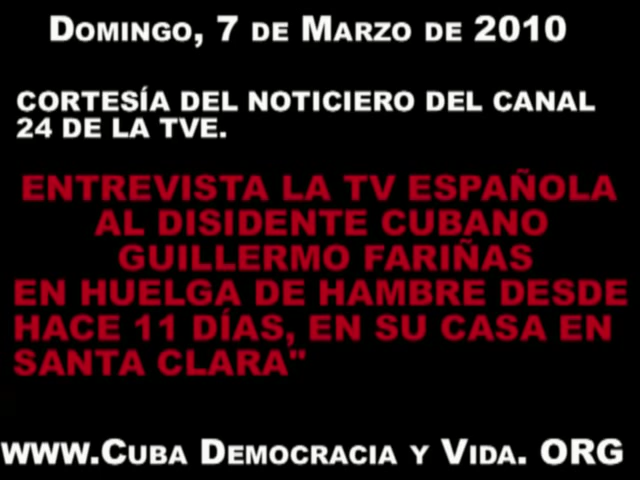 Domingo, 7 de Marzo de 2010
CORTESÍA DEL NOTICIERO DEL CANAL
24 DE LA TVE.
ENTREVISTA LA TV ESPAÑOLA
AL DISIDENTE CUBANO
GUILLERMO FARIÑAS
EN HUELGA DE HAMBRE DESDE
HACE 11 DÍAS, EN SU CASA EN
SANTA CLARA"
www.Cuba Democracia y Vida. ORG